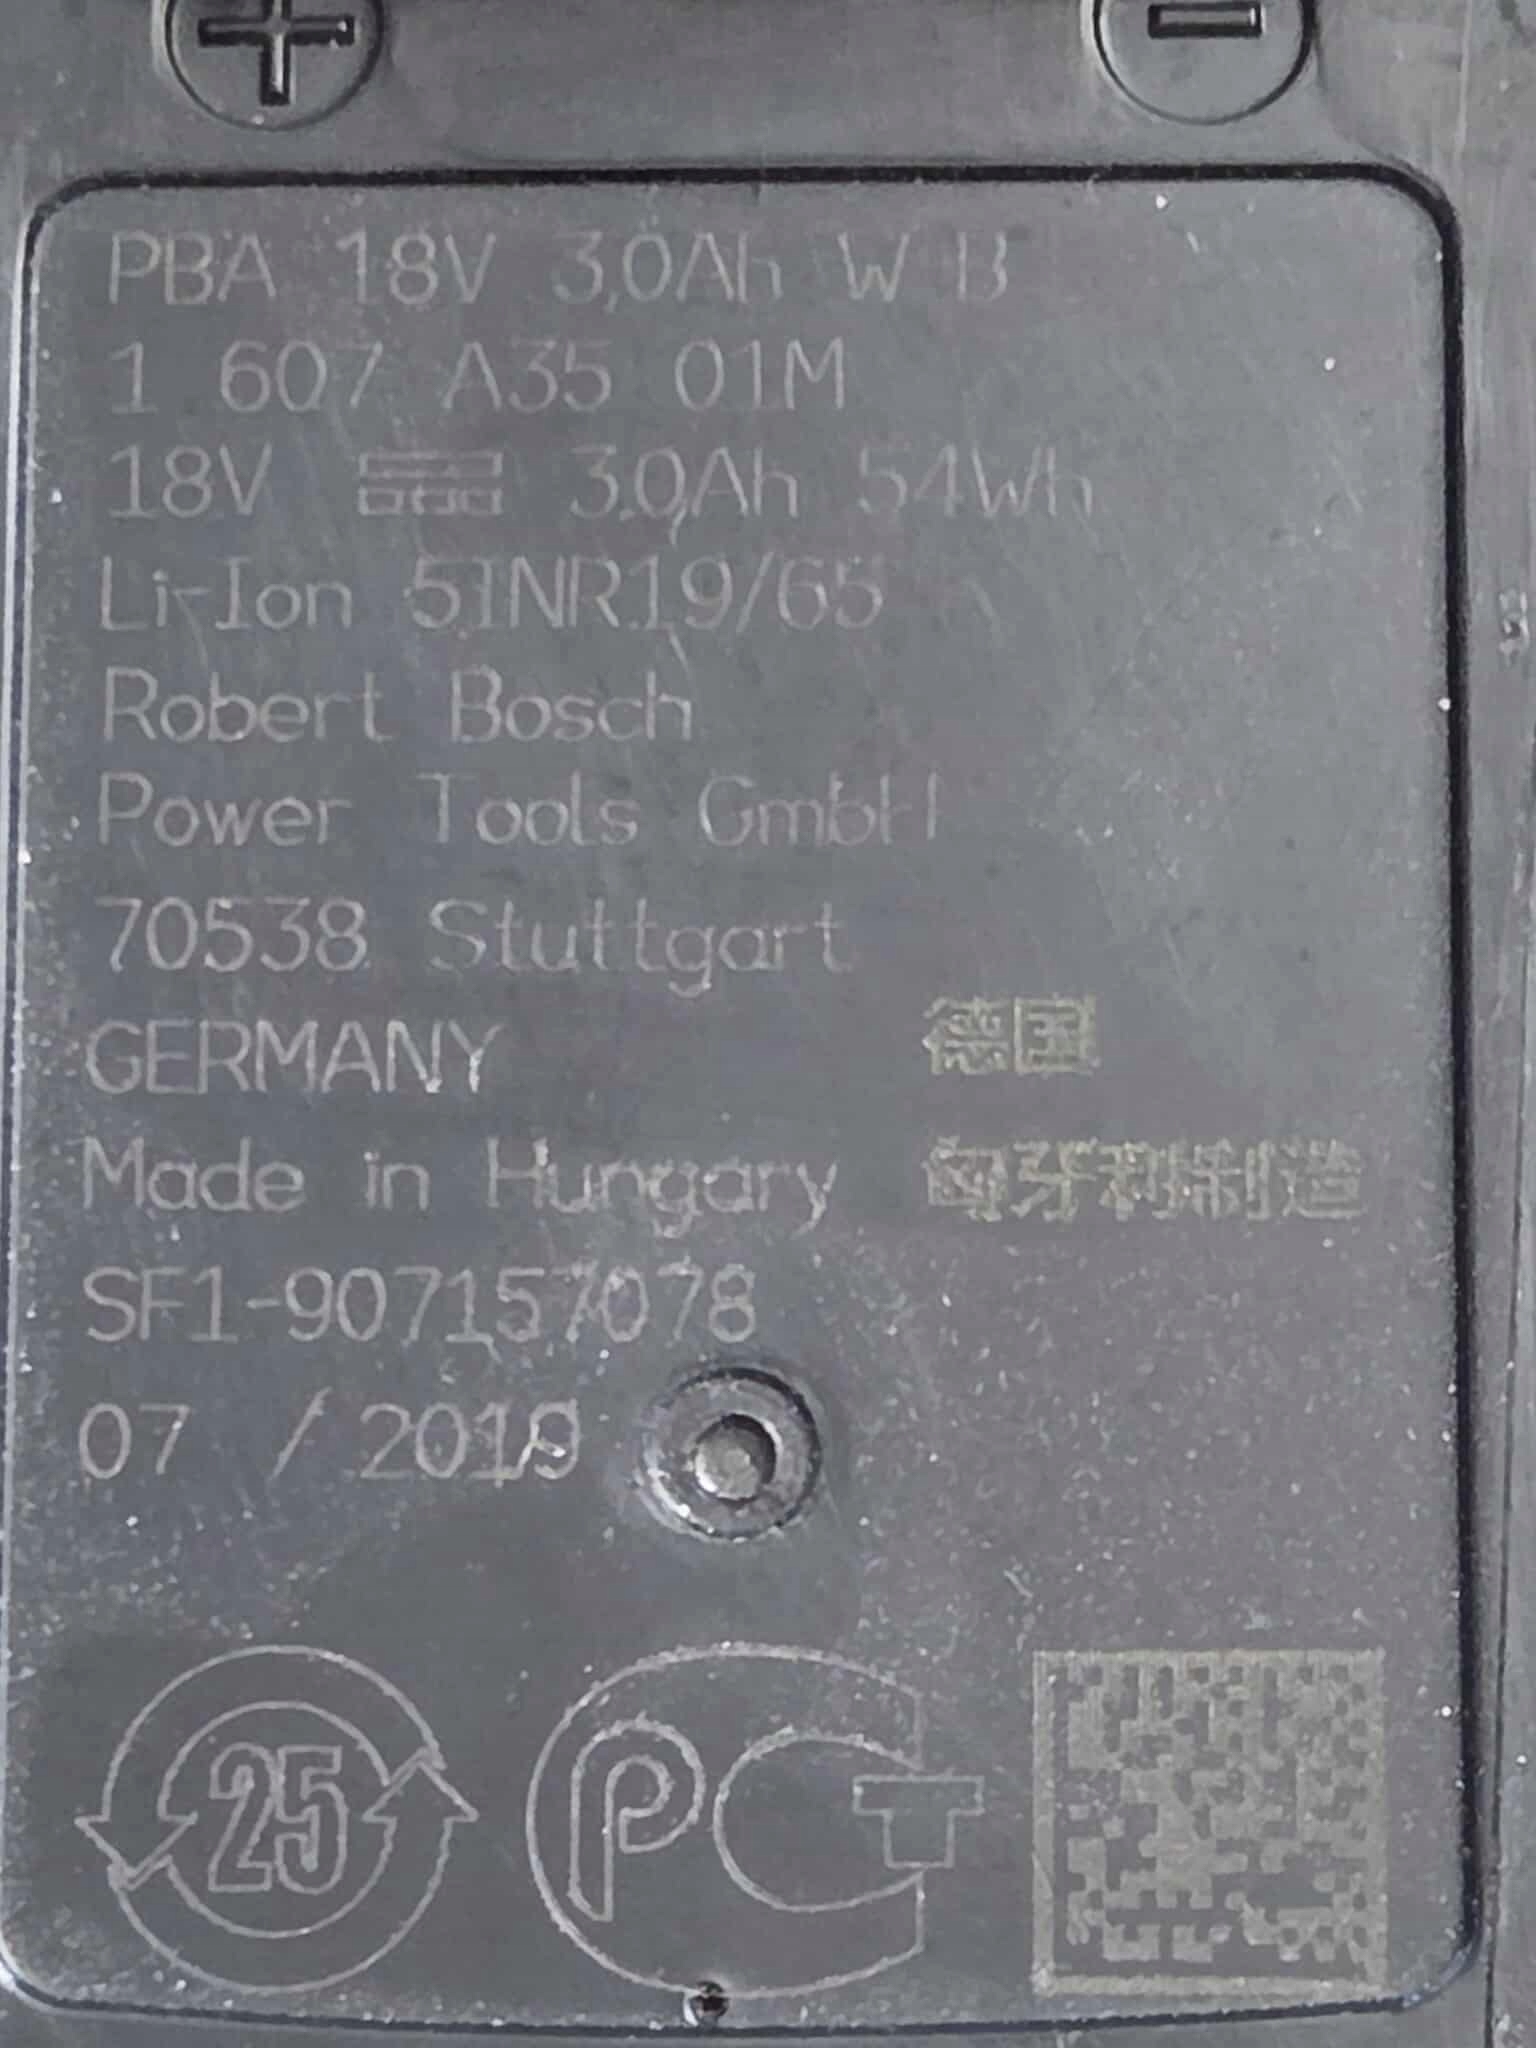 PBA 18V 3,0Ah W-B
1 607 A35 01M
18V 3,0Ah 54Wh
Li-Ion 5INR19/65
Robert Bosch
Power Tools GmbH
70538 Stuttgart
GERMANY 德国
Made in Hungary 匈牙利制造
SF1-907157078
07 / 2019
25
PCT